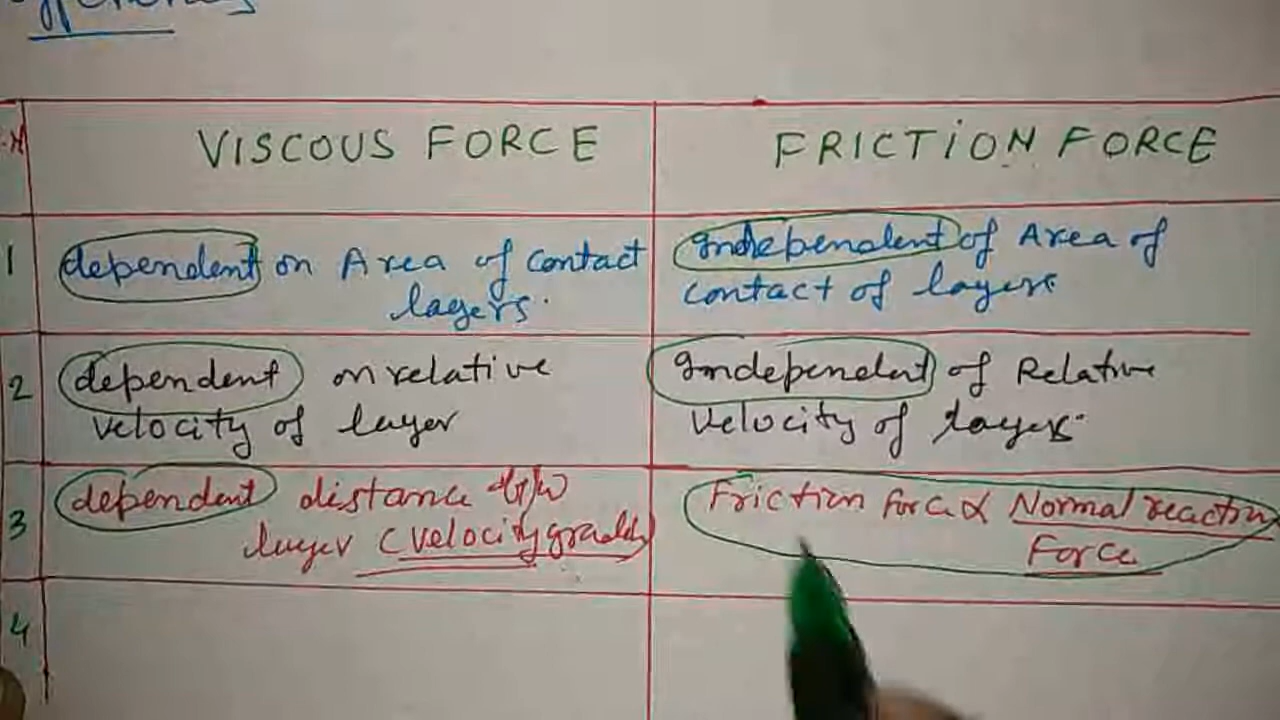 VISCOUS FORCE
FRICTION FORCE
1
dependent on Area of contact
layers.
Independent of Area of
contact of layers
2
dependent on relative
velocity of layer
Independent of Relative
Velocity of layers.
3
dependent distance b/w
layer (velocity
Friction Force ∝ Normal reaction
Force
4